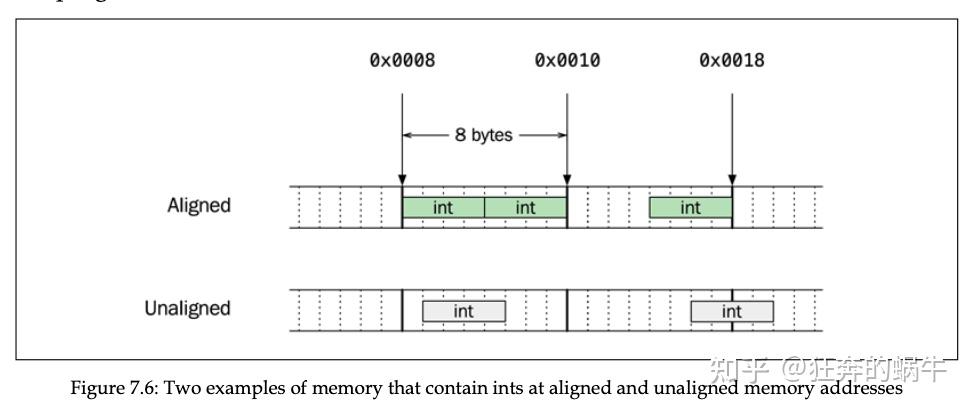 0x0008 0x0010 0x0018
8 bytes
Aligned int int int
Unaligned int int
知乎 @狂奔的蜗牛
Figure 7.6: Two examples of memory that contain ints at aligned and unaligned memory addresses